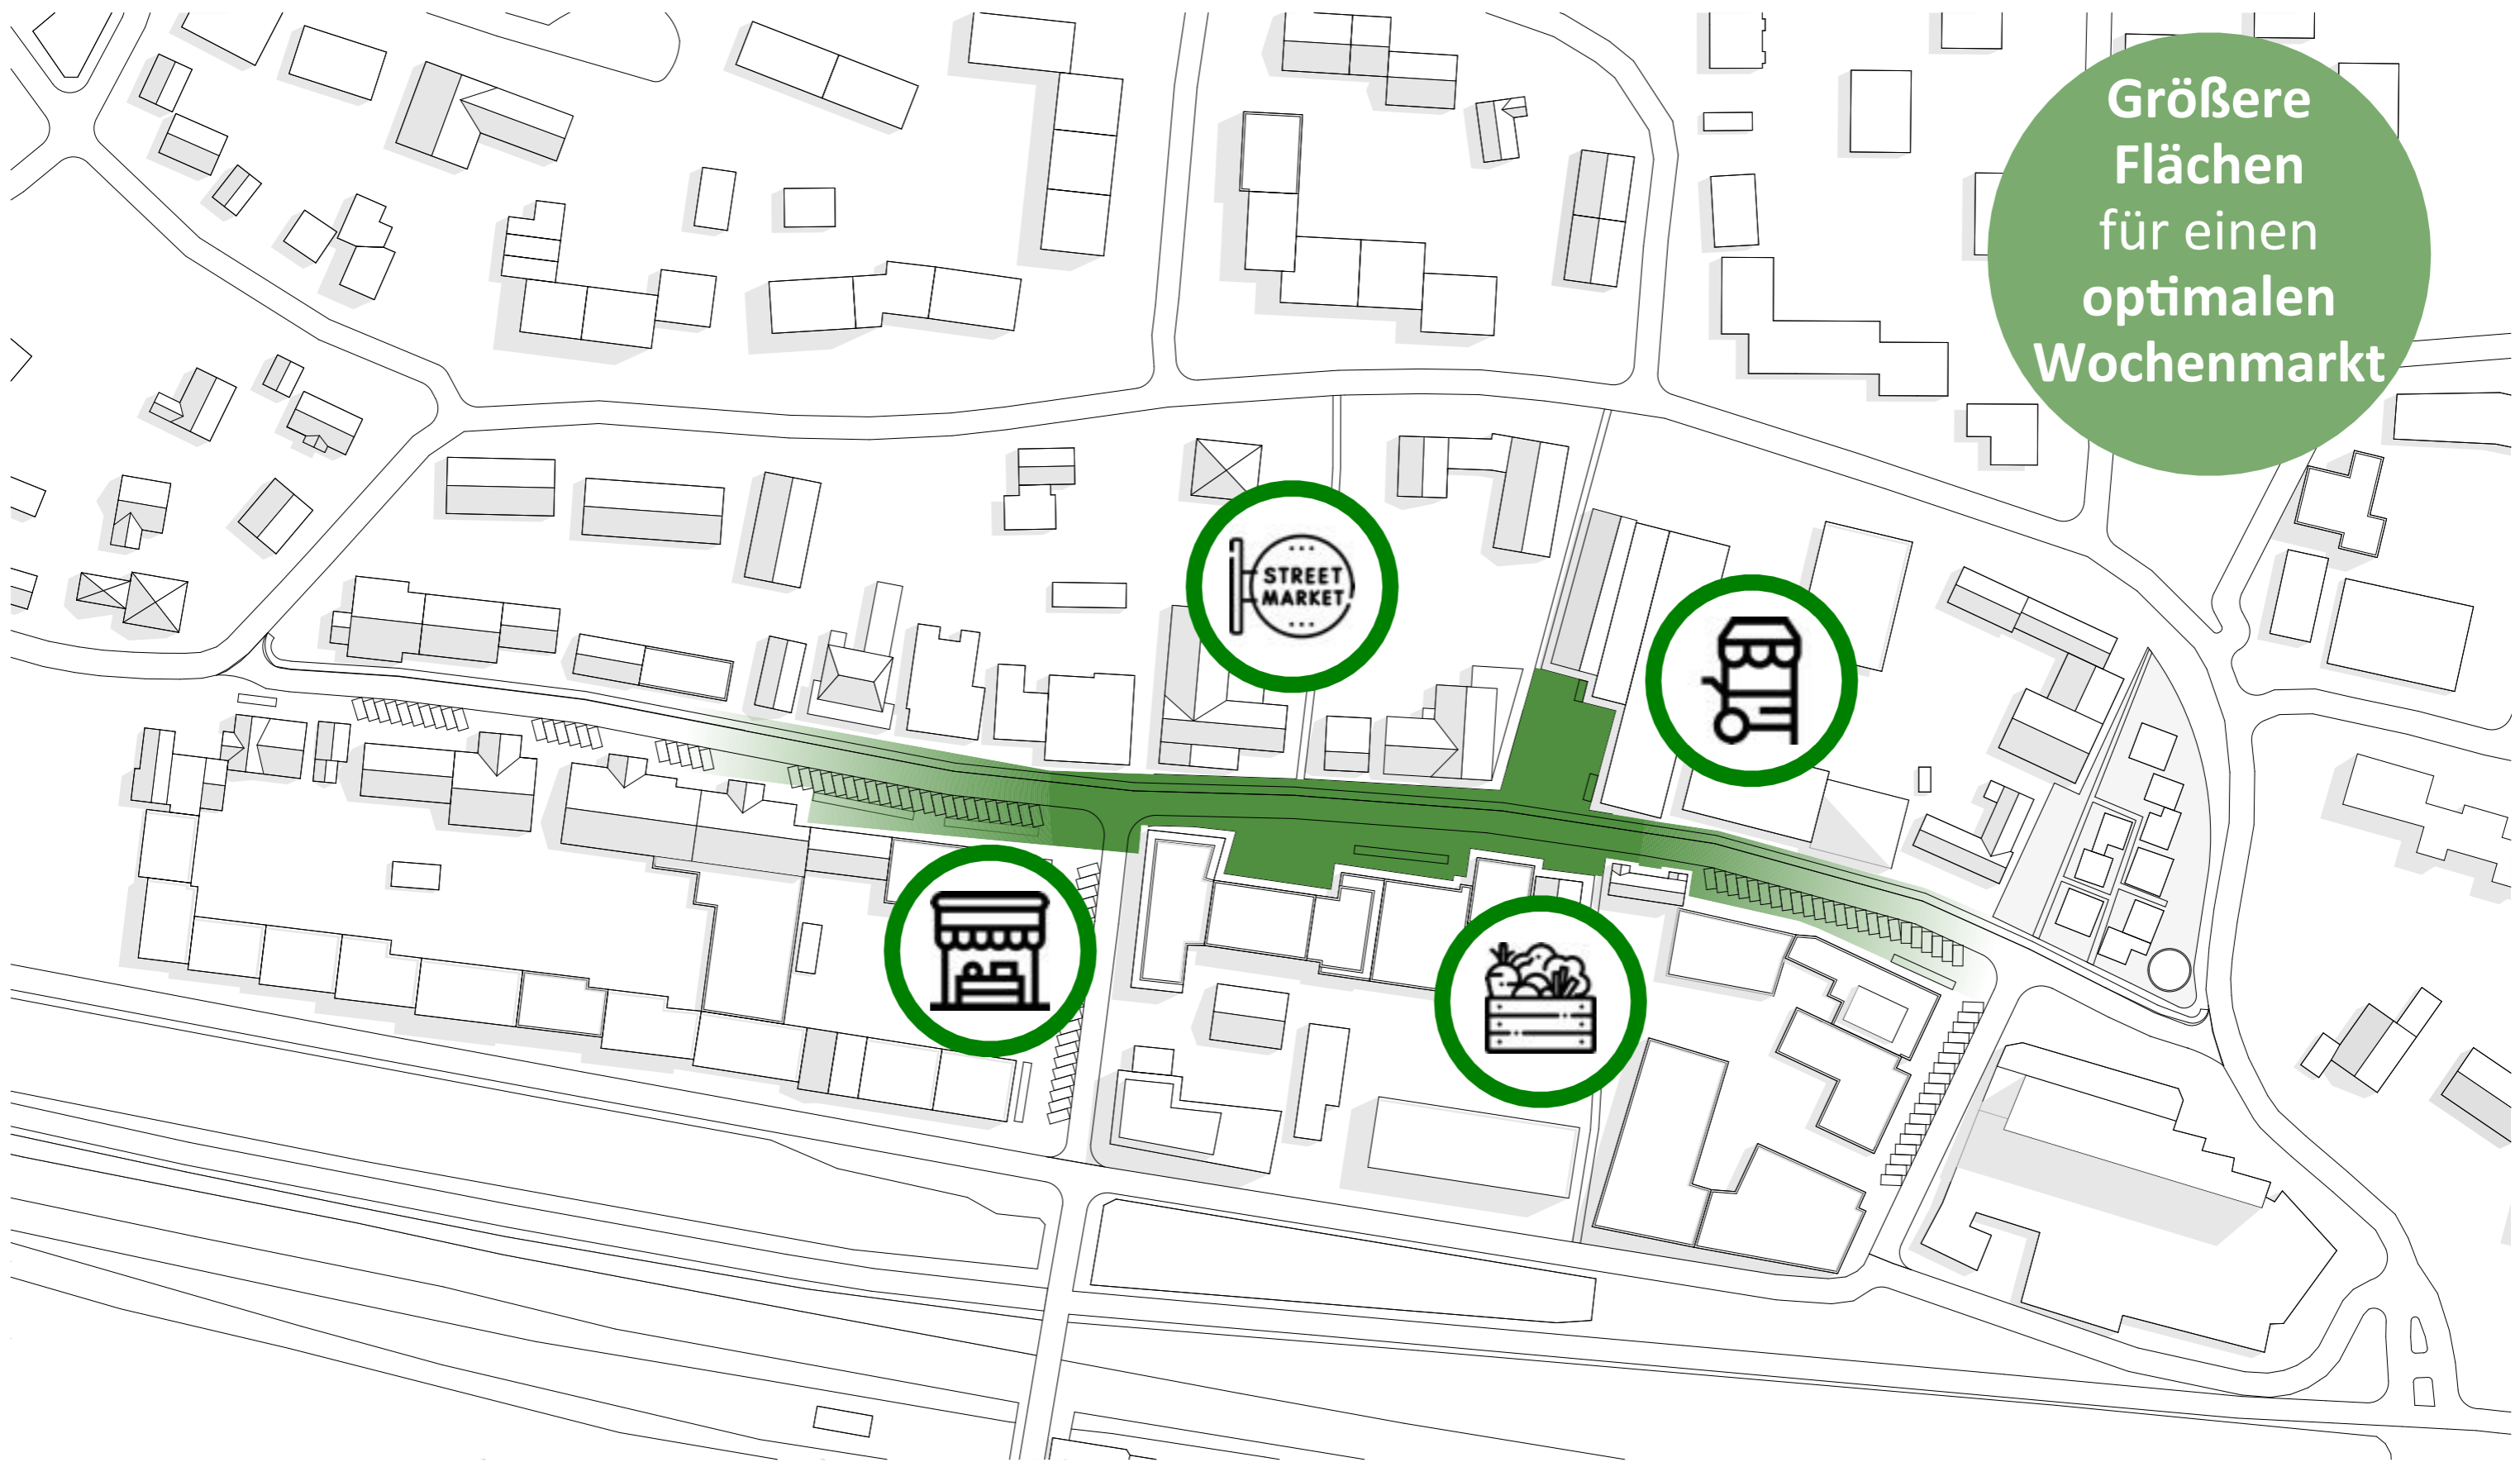 Größere
Flächen
für einen
optimalen
Wochenmarkt
STREET
MARKET